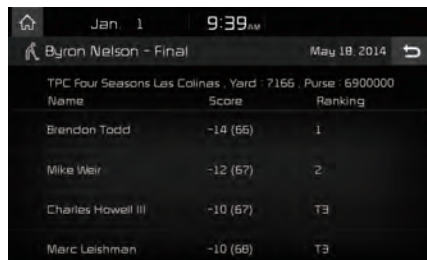 Jan. 1 9:39 AM
Byron Nelson - Final May 18, 2014
TPC Four Seasons Las Colinas , Yard : 7166 , Purse : 6900000
Name Score Ranking
Brendon Todd -14 (66) 1
Mike Weir -12 (67) 2
Charles Howell III -10 (67) T3
Marc Leishman -10 (68) T3